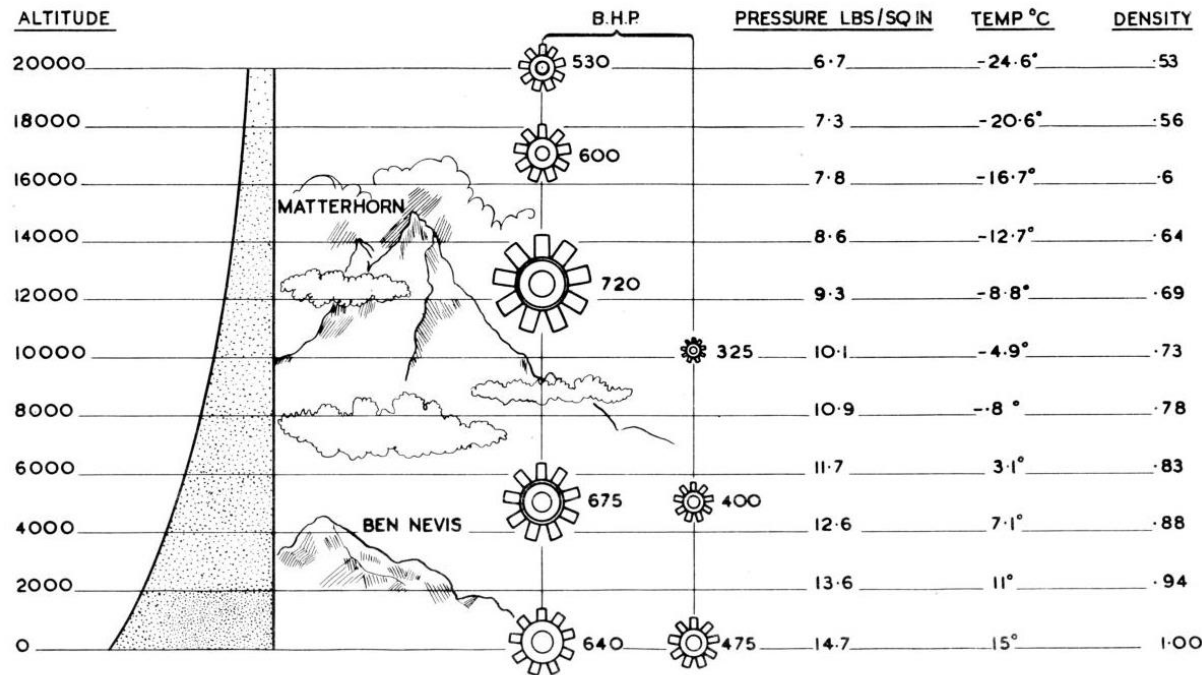 ALTITUDE B.H.P. PRESSURE LBS/SQ IN TEMP °C DENSITY
20000 530 6·7 -24·6° ·53
18000 7·3 -20·6° ·56
600
16000 7·8 -16·7° ·6
MATTERHORN
14000 8·6 -12·7° ·64
720
12000 9·3 -8·8° ·69
10000 325 10·1 -4·9° ·73
8000 10·9 -·8° ·78
6000 11·7 3·1° ·83
675 400
4000 BEN NEVIS 12·6 7·1° ·88
2000 13·6 11° ·94
0 640 475 14·7 15° 1·00